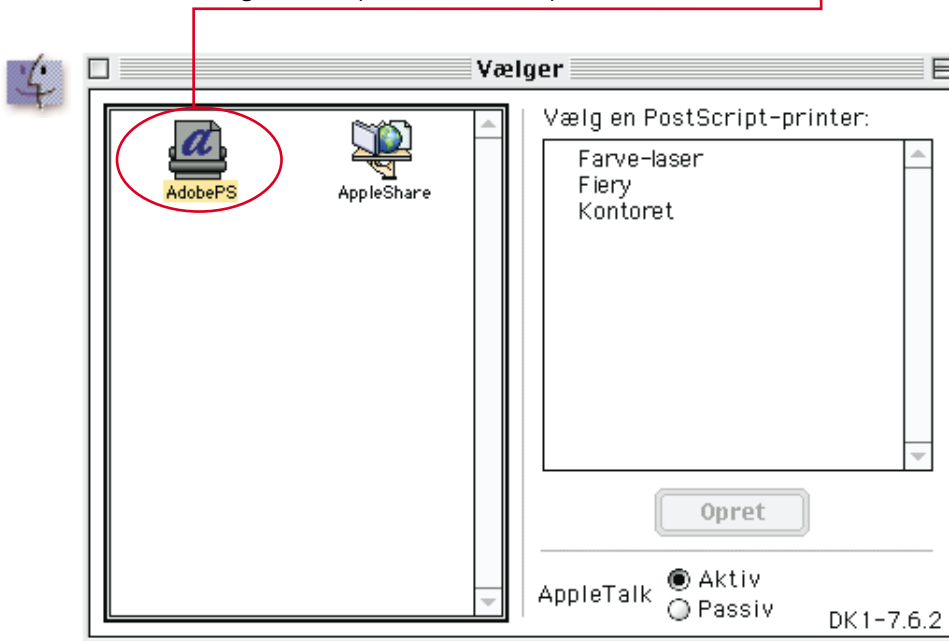 Vælger
AdobePS
AppleShare
Vælg en PostScript-printer:
Farve-laser
Fiery
Kontoret
Opret
AppleTalk
Aktiv
Passiv
DK1-7.6.2